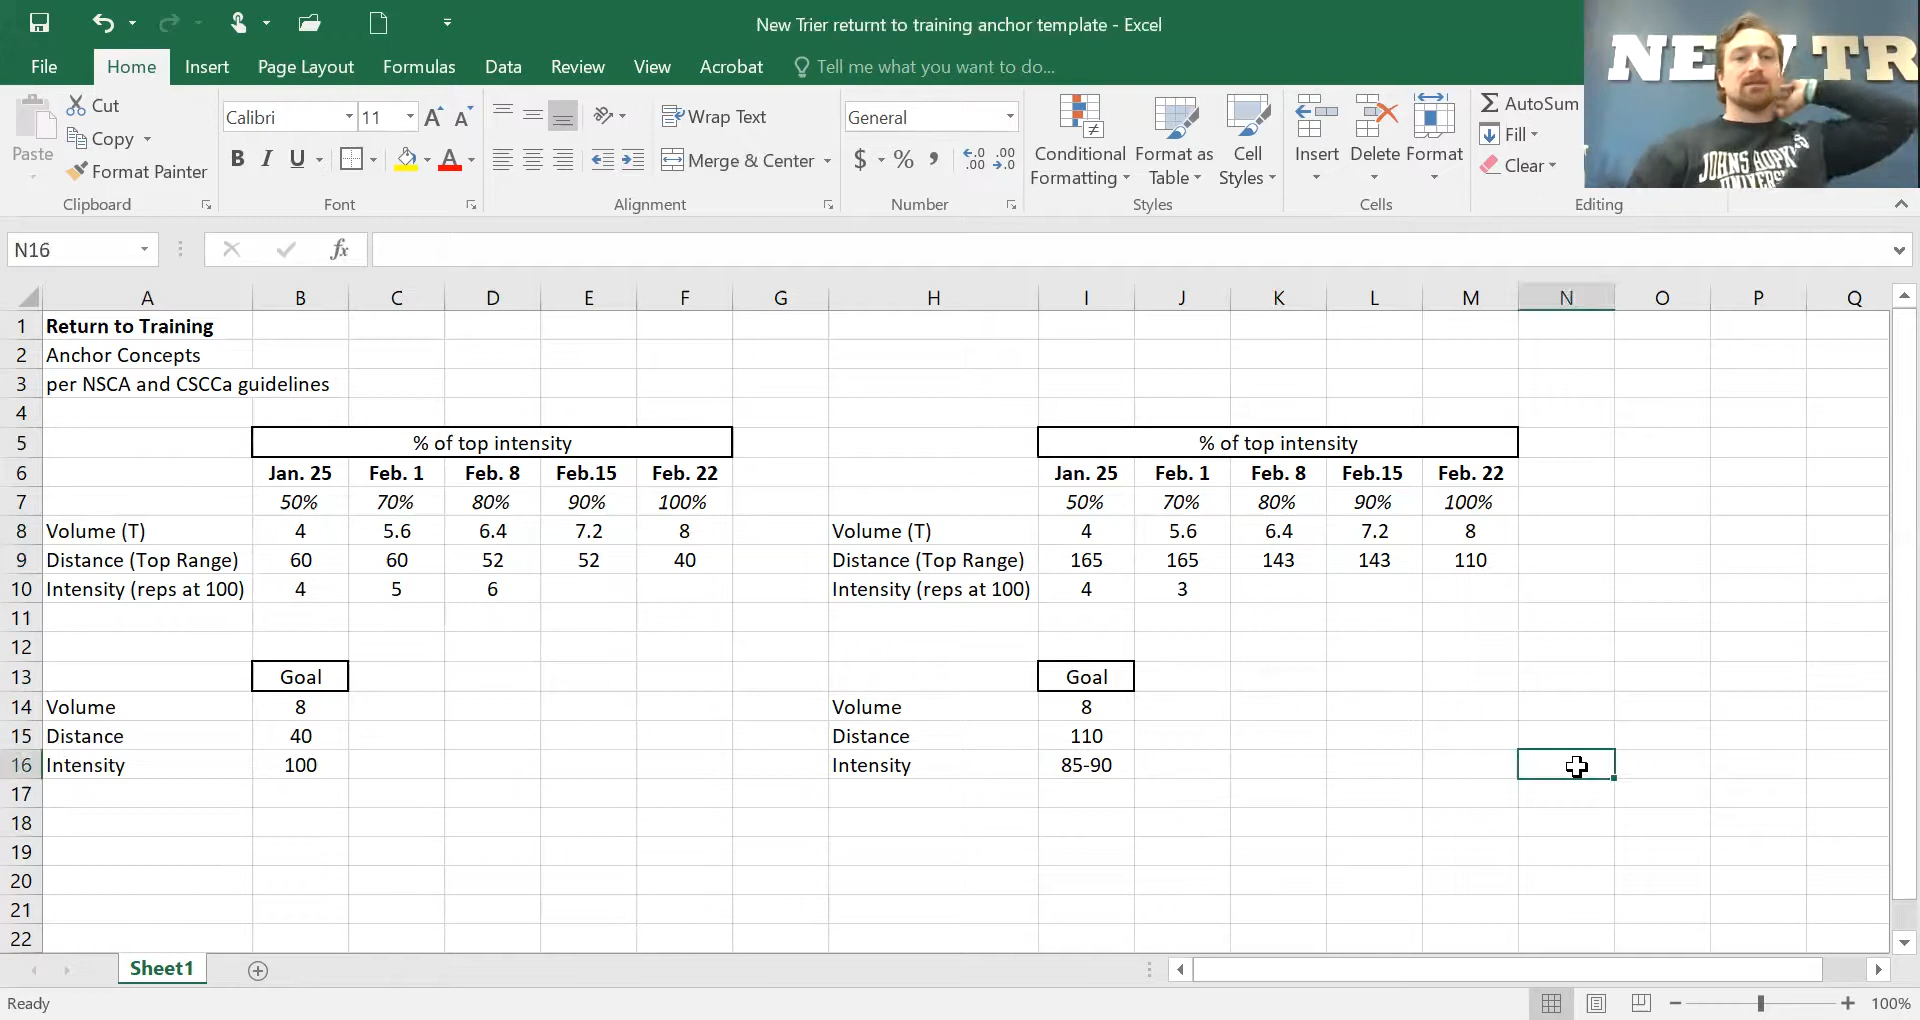 New Trier returnt to training anchor template - Excel
File Home Insert Page Layout Formulas Data Review View Acrobat Tell me what you want to do...
NEW TR
JOHNS HOPK
UNIVERS
Paste Cut Copy Format Painter
Calibri 11
B I U
Wrap Text
Merge & Center
General
$ % , .00
Conditional Formatting
Format as Table
Cell Styles
Insert Delete Format
AutoSum
Fill
Clear
Clipboard Font Alignment Number Styles Cells Editing
N16 fx
A B C D E F G H I J K L M N O P Q
1 Return to Training
2 Anchor Concepts
3 per NSCA and CSCCa guidelines
4
5 % of top intensity % of top intensity
6 Jan. 25 Feb. 1 Feb. 8 Feb.15 Feb. 22 Jan. 25 Feb. 1 Feb. 8 Feb.15 Feb. 22
7 50% 70% 80% 90% 100% 50% 70% 80% 90% 100%
8 Volume (T) 4 5.6 6.4 7.2 8 Volume (T) 4 5.6 6.4 7.2 8
9 Distance (Top Range) 60 60 52 52 40 Distance (Top Range) 165 165 143 143 110
10 Intensity (reps at 100) 4 5 6 Intensity (reps at 100) 4 3
11
12
13 Goal Goal
14 Volume 8 Volume 8
15 Distance 40 Distance 110
16 Intensity 100 Intensity 85-90
17
18
19
20
21
22
Sheet1
Ready 100%